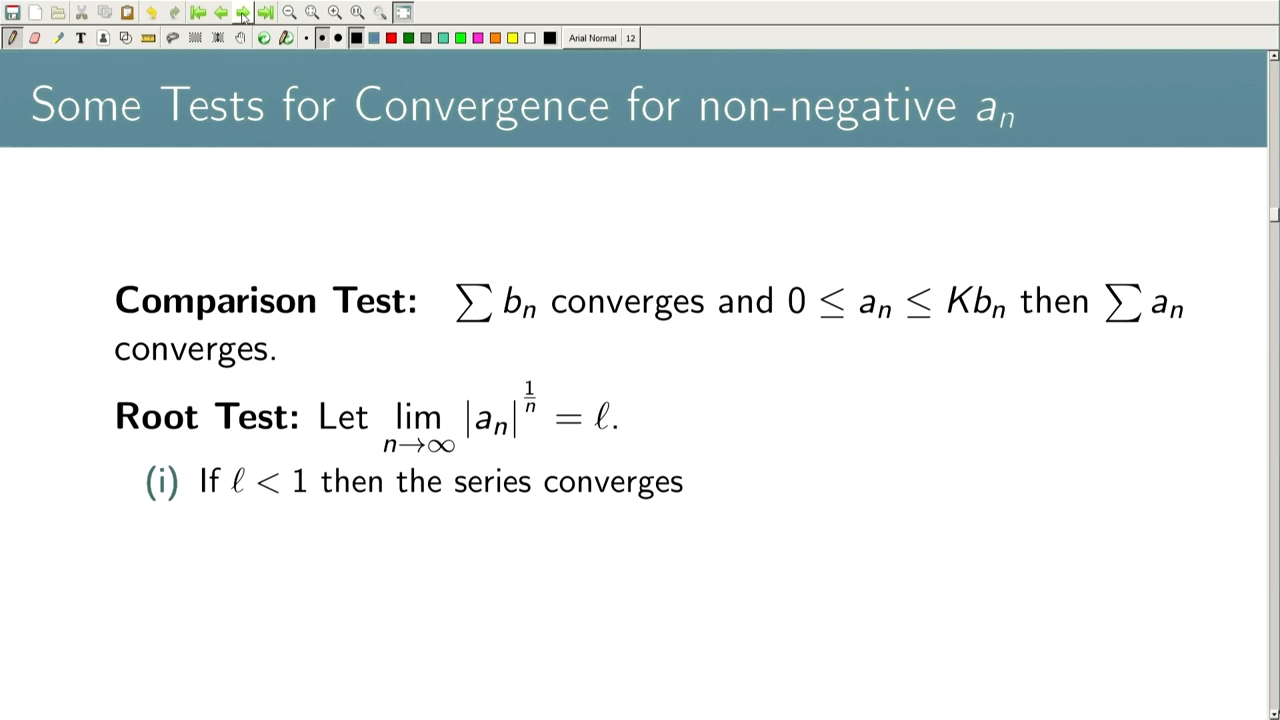 Arial Normal 12
Some Tests for Convergence for non-negative aₙ
Comparison Test: ∑ bₙ converges and 0 ≤ aₙ ≤ Kbₙ then ∑ aₙ
converges.
Root Test: Let lim_{n→∞} |aₙ|^{1/n} = ℓ.
(i) If ℓ < 1 then the series converges